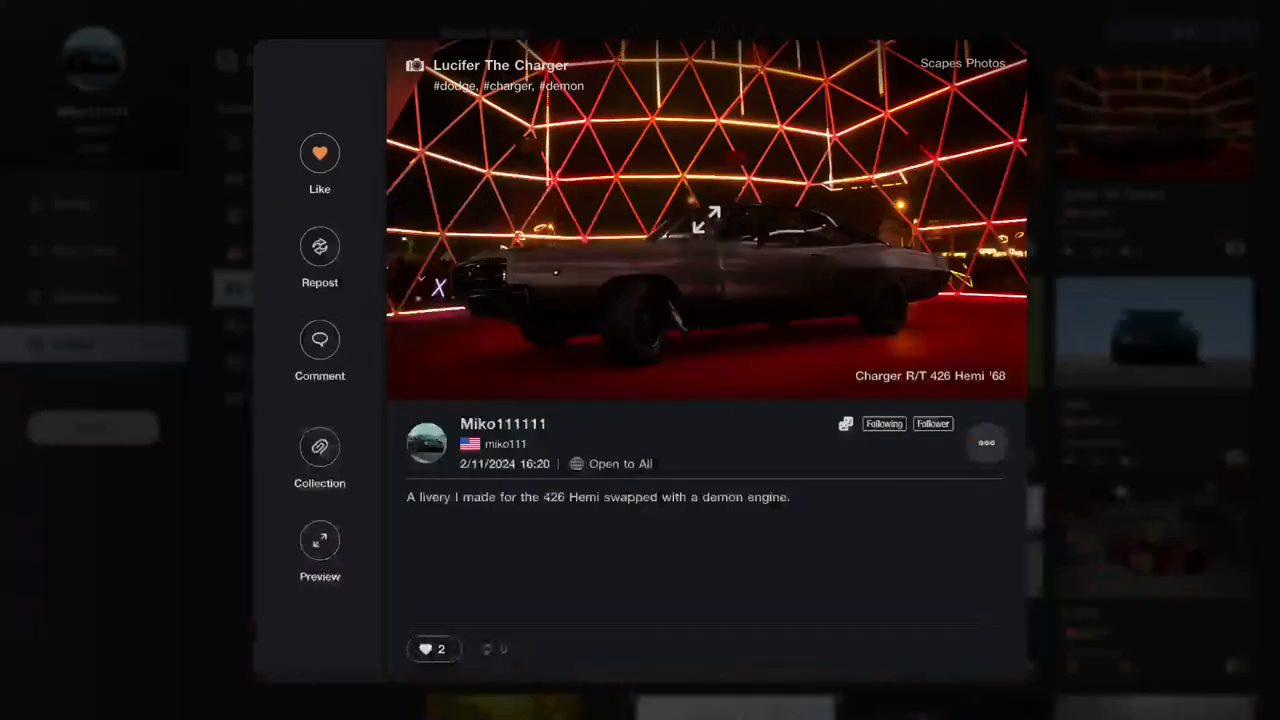 Lucifer The Charger
Scapes Photos
#dodge, #charger, #demon
Like
Repost
Comment
Collection
Preview
X
Charger R/T 426 Hemi '68
Miko111111
Following
Follower
miko111
2/11/2024 16:20
Open to All
A livery I made for the 426 Hemi swapped with a demon engine.
2
0